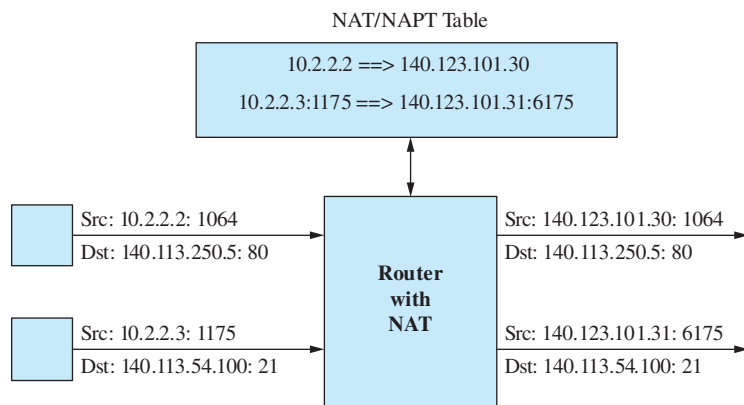 NAT/NAPT Table
10.2.2.2 ==> 140.123.101.30
10.2.2.3:1175 ==> 140.123.101.31:6175
Src: 10.2.2.2: 1064
Dst: 140.113.250.5: 80
Src: 140.123.101.30: 1064
Dst: 140.113.250.5: 80
Router
with
NAT
Src: 10.2.2.3: 1175
Dst: 140.113.54.100: 21
Src: 140.123.101.31: 6175
Dst: 140.113.54.100: 21